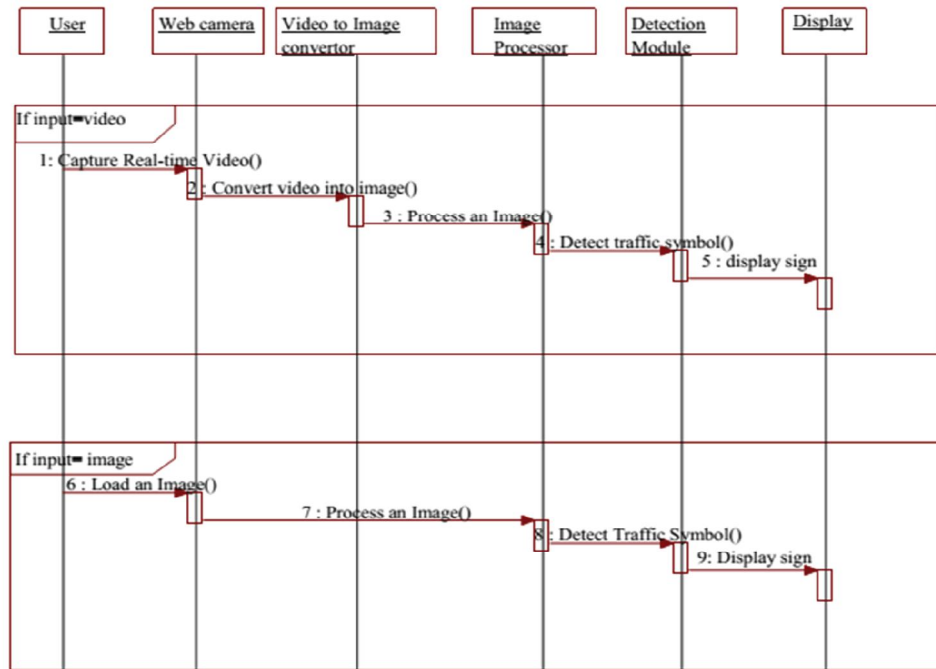 User
Web camera
Video to Image
convertor
Image
Processor
Detection
Module
Display
If input=video
1: Capture Real-time Video()
2 : Convert video into image()
3 : Process an Image()
4 : Detect traffic symbol()
5 : display sign
If input= image
6 : Load an Image()
7 : Process an Image()
8 : Detect Traffic Symbol()
9: Display sign